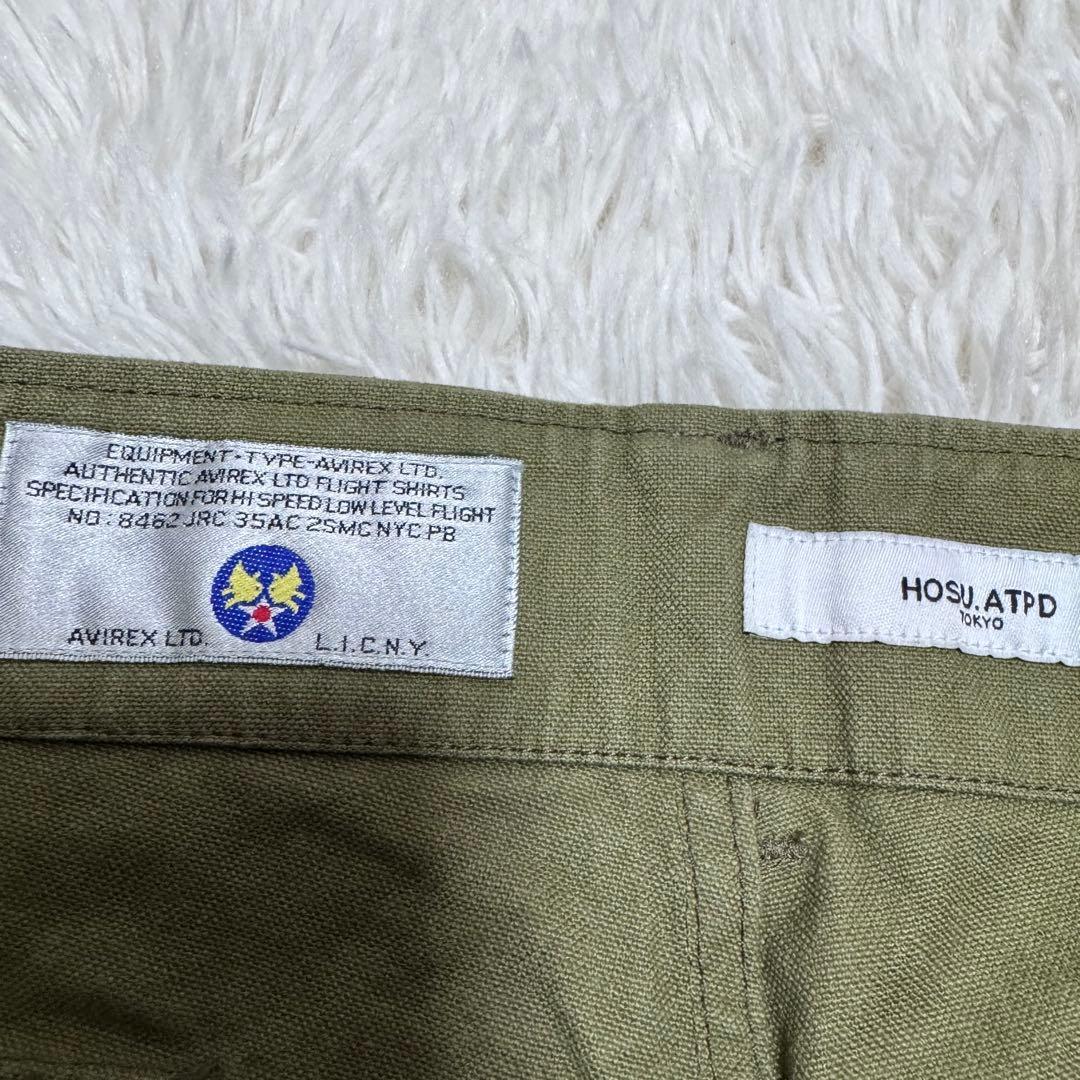 EQUIPMENT · TYPE-AVIREX LTD.
AUTHENTIC AVIREX LTD FLIGHT SHIRTS
SPECIFICATION FOR HI SPEED LOW LEVEL FLIGHT
NO : 8462 JRC 35AC 2SMC NYC PB
AVIREX LTD. L.I.C.N.Y.
HOSU.ATPD
TOKYO